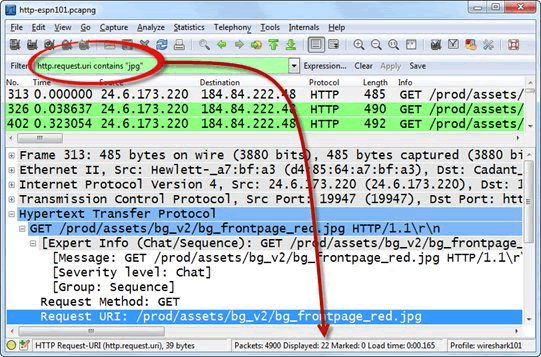 http-espn101.pcapng
File Edit View Go Capture Analyze Statistics Telephony Tools Internals Help
Filter: http.request.uri contains "jpg" Expression... Clear Apply Save
No. Time Source Destination Protocol Length Info
313 0.000000 24.6.173.220 184.84.222.48 HTTP 485 GET /prod/assets/
326 0.038637 24.6.173.220 184.84.222.48 HTTP 490 GET /prod/assets/
402 0.323054 24.6.173.220 184.84.222.48 HTTP 492 GET /prod/assets/
Frame 313: 485 bytes on wire (3880 bits), 485 bytes captured (3880 bits)
Ethernet II, Src: Hewlett-_a7:bf:a3 (d4:85:64:a7:bf:a3), Dst: Cadant_
Internet Protocol Version 4, Src: 24.6.173.220 (24.6.173.220), Dst: 1
Transmission Control Protocol, Src Port: 19947 (19947), Dst Port: h
Hypertext Transfer Protocol
GET /prod/assets/bg_v2/bg_frontpage_red.jpg HTTP/1.1\r\n
[Expert Info (Chat/Sequence): GET /prod/assets/bg_v2/bg_frontpage_
[Message: GET /prod/assets/bg_v2/bg_frontpage_red.jpg HTTP/1.1\r\n
[Severity level: Chat]
[Group: Sequence]
Request Method: GET
Request URI: /prod/assets/bg_v2/bg_frontpage_red.jpg
HTTP Request-URI (http.request.uri), 39 bytes Packets: 4900 Displayed: 22 Marked: 0 Load time: 0:00.165 Profile: wireshark101